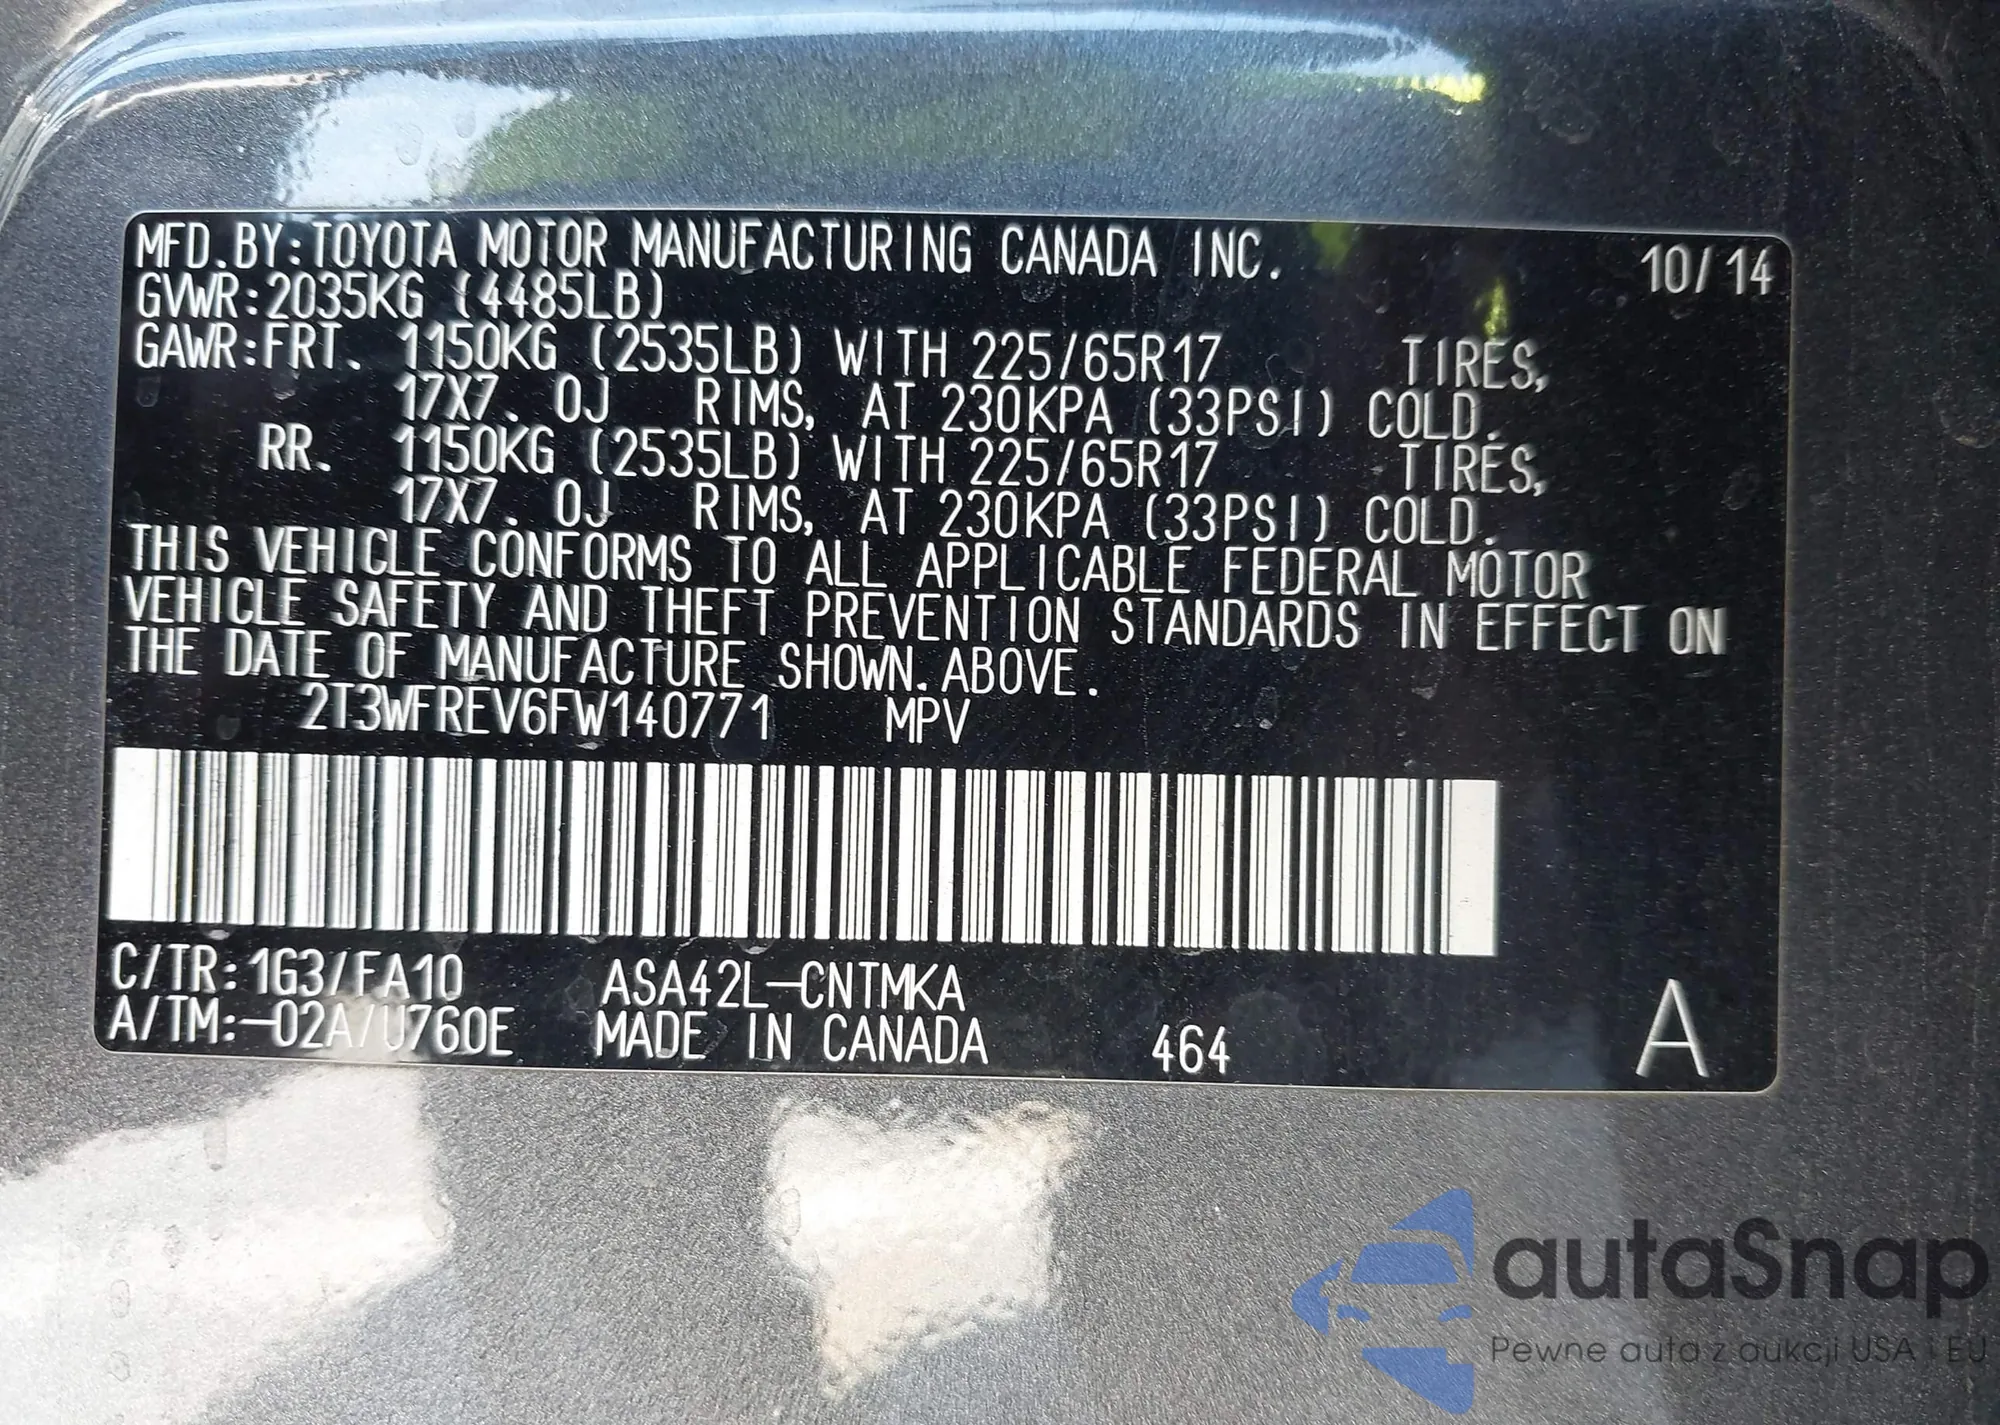 MFD.BY:TOYOTA MOTOR MANUFACTURING CANADA INC. 10/14
GVWR:2035KG (4485LB)
GAWR:FRT. 1150KG (2535LB) WITH 225/65R17 TIRES,
17X7. 0J RIMS, AT 230KPA (33PSI) COLD.
RR. 1150KG (2535LB) WITH 225/65R17 TIRES,
17X7. 0J RIMS, AT 230KPA (33PSI) COLD.
THIS VEHICLE CONFORMS TO ALL APPLICABLE FEDERAL MOTOR
VEHICLE SAFETY AND THEFT PREVENTION STANDARDS IN EFFECT ON
THE DATE OF MANUFACTURE SHOWN ABOVE.
2T3WFREV6FW140771 MPV
C/TR:1G3/FA10 ASA42L-CNTMKA
A/TM:-02A/U760E MADE IN CANADA 464 A
autaSnap
Pewne auta z aukcji USA i EU